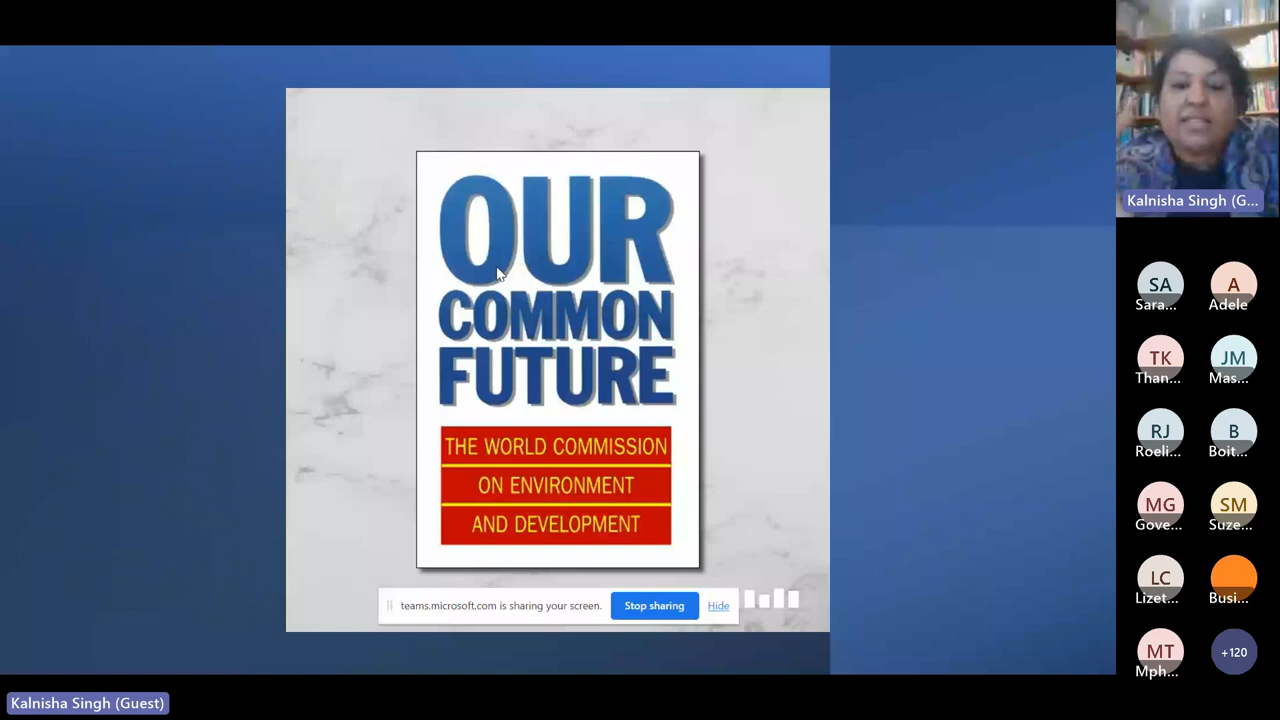 OUR
COMMON
FUTURE
THE WORLD COMMISSION
ON ENVIRONMENT
AND DEVELOPMENT
teams.microsoft.com is sharing your screen.
Stop sharing
Hide
Kalnisha Singh (G...
SA
Sara...
A
Adele
TK
Than...
JM
Mas...
RJ
Roeli...
B
Boit...
MG
Gove...
SM
Suze...
LC
Lizet...
Busi...
MT
Mph...
+120
Kalnisha Singh (Guest)